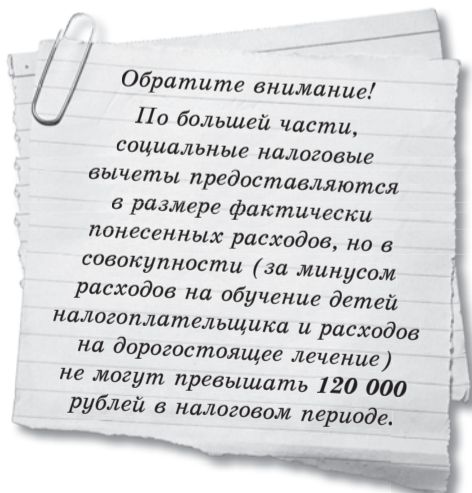 Обратите внимание!
По большей части,
социальные налоговые
вычеты предоставляются
в размере фактически
понесенных расходов, но в
совокупности (за минусом
расходов на обучение детей
налогоплательщика и расходов
на дорогостоящее лечение)
не могут превышать 120 000
рублей в налоговом периоде.